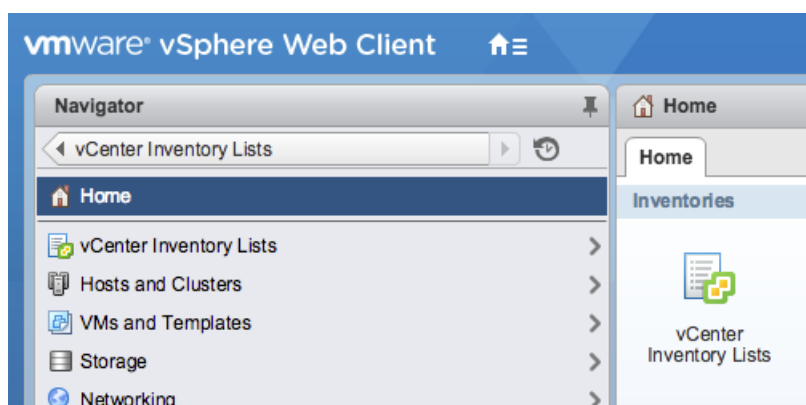 vmware® vSphere Web Client
Navigator
vCenter Inventory Lists
Home
vCenter Inventory Lists
Hosts and Clusters
VMs and Templates
Storage
Networking
Home
Home
Inventories
vCenter
Inventory Lists